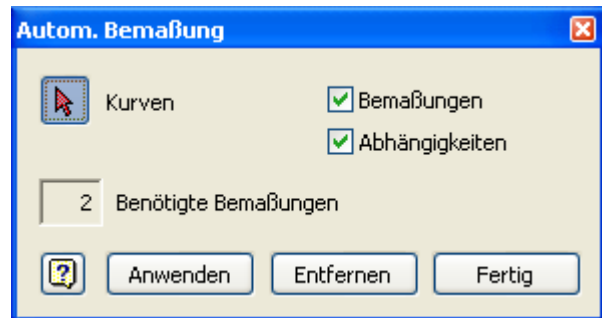 Autom. Bemaßung
Kurven
Bemaßungen
Abhängigkeiten
2 Benötigte Bemaßungen
? Anwenden Entfernen Fertig